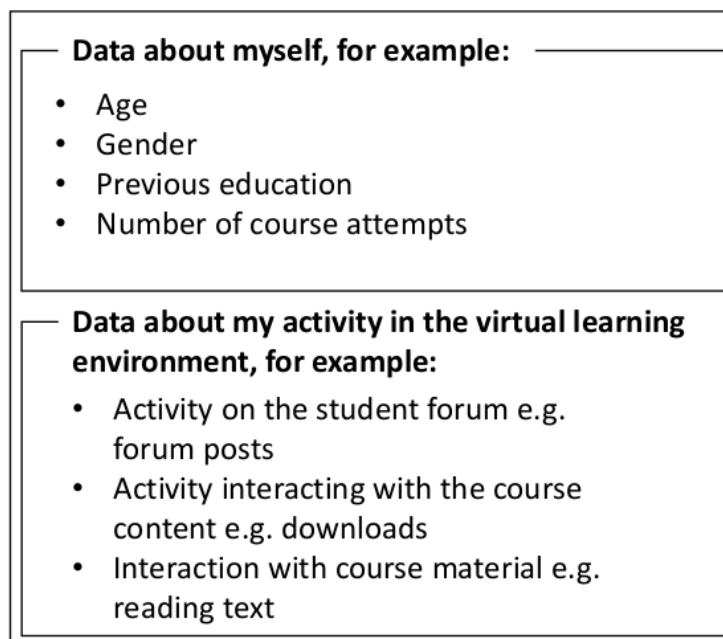 Data about myself, for example:
• Age
• Gender
• Previous education
• Number of course attempts
Data about my activity in the virtual learning
environment, for example:
• Activity on the student forum e.g.
forum posts
• Activity interacting with the course
content e.g. downloads
• Interaction with course material e.g.
reading text